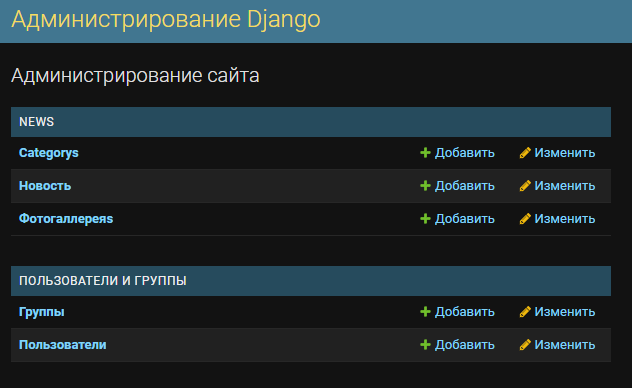 Администрирование Django
Администрирование сайта
NEWS
Categorys Добавить Изменить
Новость Добавить Изменить
Фотогаллереяs Добавить Изменить
ПОЛЬЗОВАТЕЛИ И ГРУППЫ
Группы Добавить Изменить
Пользователи Добавить Изменить